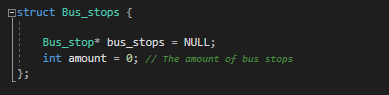 struct Bus_stops {
Bus_stop* bus_stops = NULL;
int amount = 0; // The amount of bus stops
};